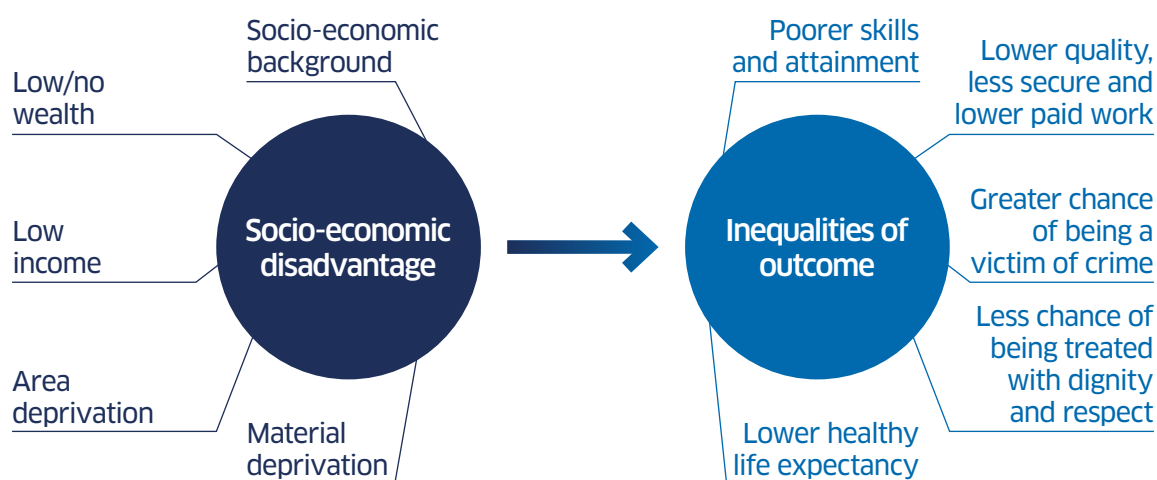 Socio-economic
background
Low/no
wealth
Low
income
Area
deprivation
Material
deprivation
Socio-economic
disadvantage
Inequalities of
outcome
Poorer skills
and attainment
Lower quality,
less secure and
lower paid work
Greater chance
of being a
victim of crime
Less chance of
being treated
with dignity
and respect
Lower healthy
life expectancy